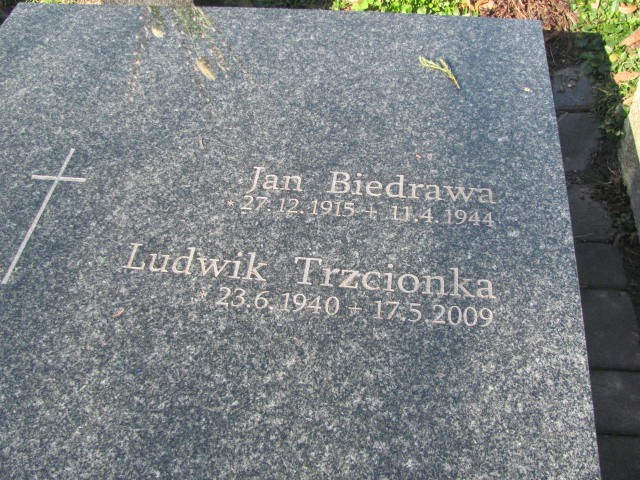 Jan Biedrawa
* 27. 12. 1915 + 11. 4. 1944
Ludwik Trzcionka
* 23. 6. 1940 + 17.5.2009